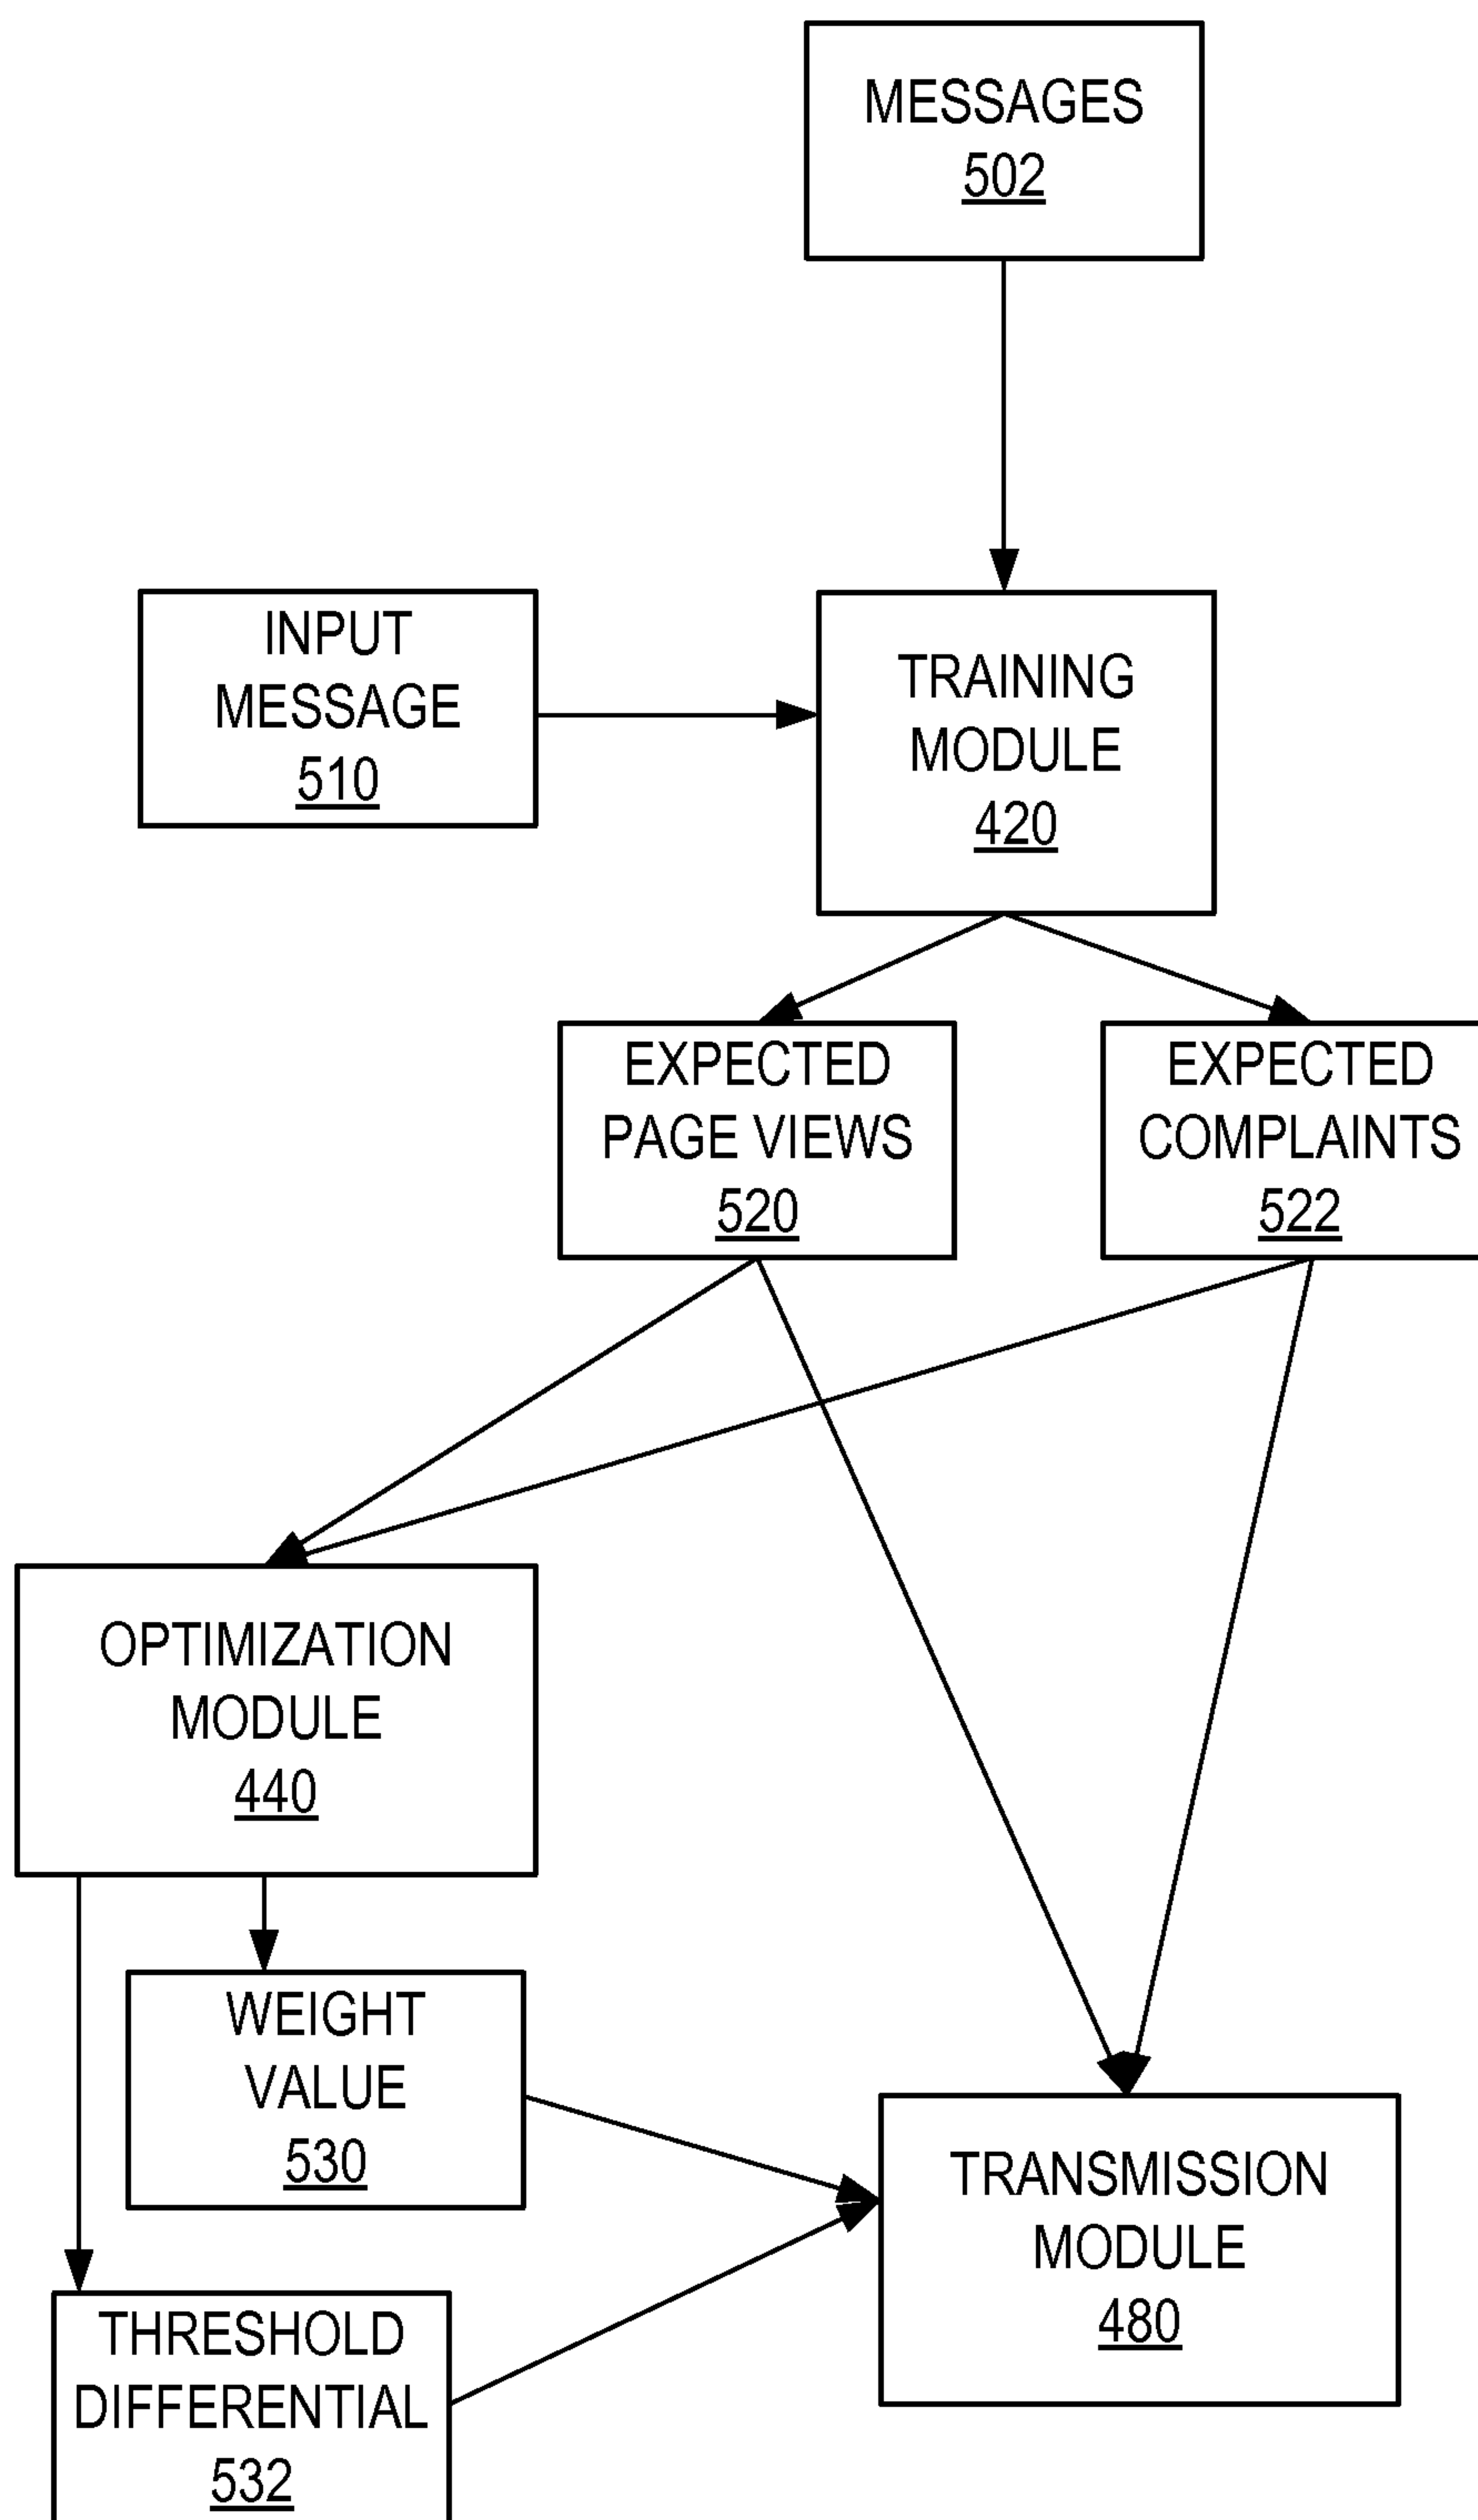 MESSAGES
502
INPUT
MESSAGE
510
TRAINING
MODULE
420
EXPECTED
PAGE VIEWS
520
EXPECTED
COMPLAINTS
522
OPTIMIZATION
MODULE
440
WEIGHT
VALUE
530
TRANSMISSION
MODULE
480
THRESHOLD
DIFFERENTIAL
532